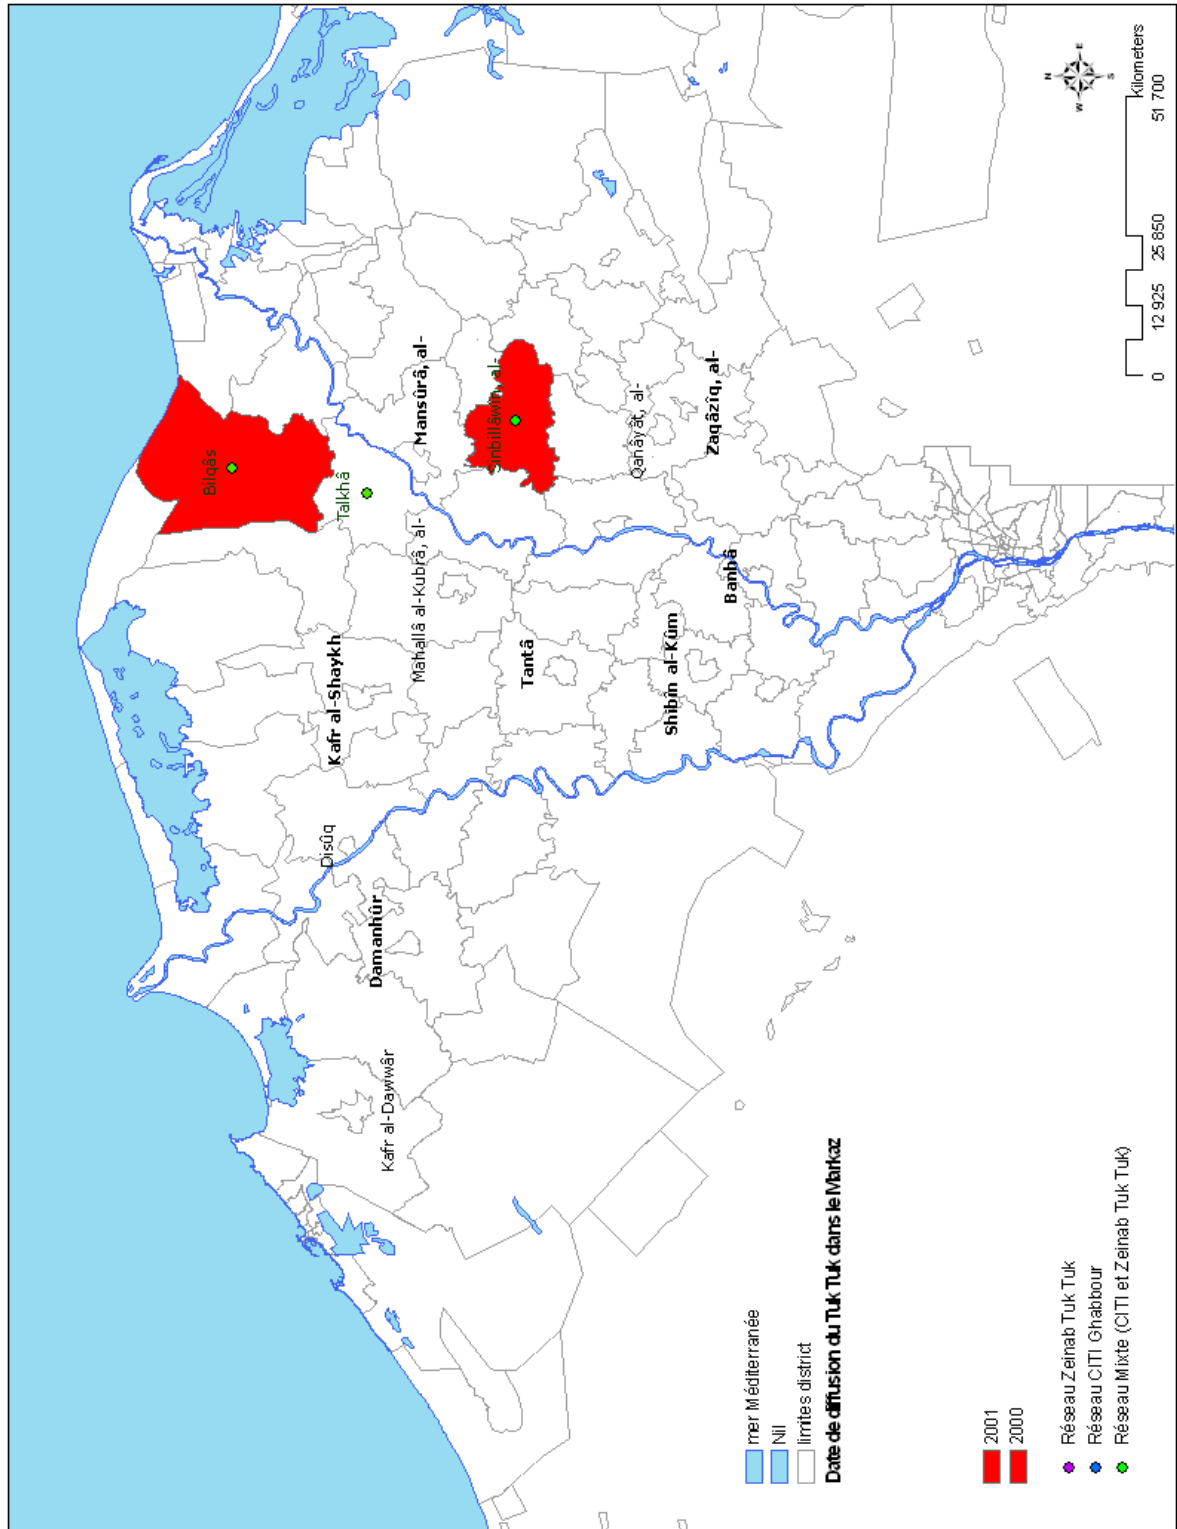 Bilqâs
Talkhâ
Mansûrâ, al-
Sinbillâwîn, al-
Kafr al-Shaykh
Mahallâ al-Kubrâ, al-
Qanâyât, al-
Zaqâzîq, al-
Disûq
Tantâ
Banhâ
Damanhûr
Shibîn al-Kûm
Kafr al-Dawwâr
mer Méditerranée
Nil
limites district
Date de diffusion du Tuk Tuk dans le Markaz
2001
2000
Réseau Zeinab Tuk Tuk
Réseau CITI Ghabbour
Réseau Mixte (CITI et Zeinab Tuk Tuk)
N
W
E
S
0 12 925 25 850 51 700
kilometers